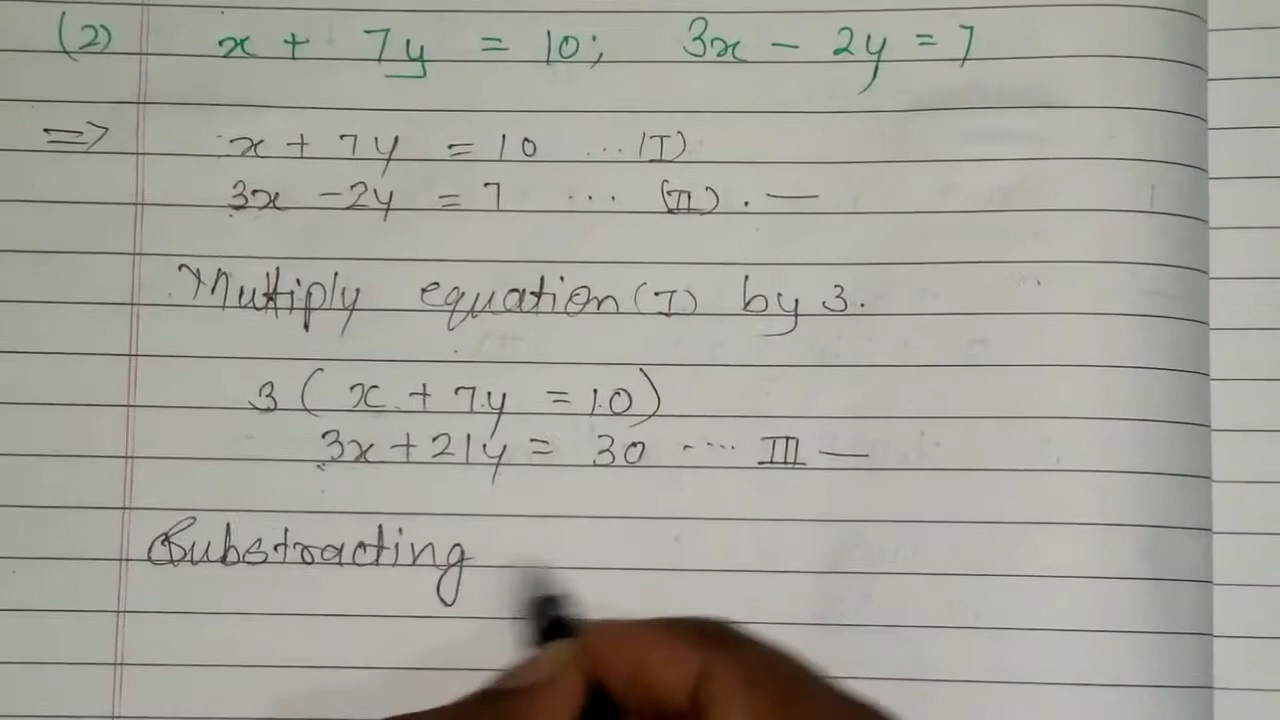 (2) x + 7y = 10; 3x - 2y = 7
=> x + 7y = 10 ... (I)
3x - 2y = 7 ... (II). —
Multiply equation (I) by 3.
3 (x + 7y = 10)
3x + 21y = 30 .... III —
Substracting